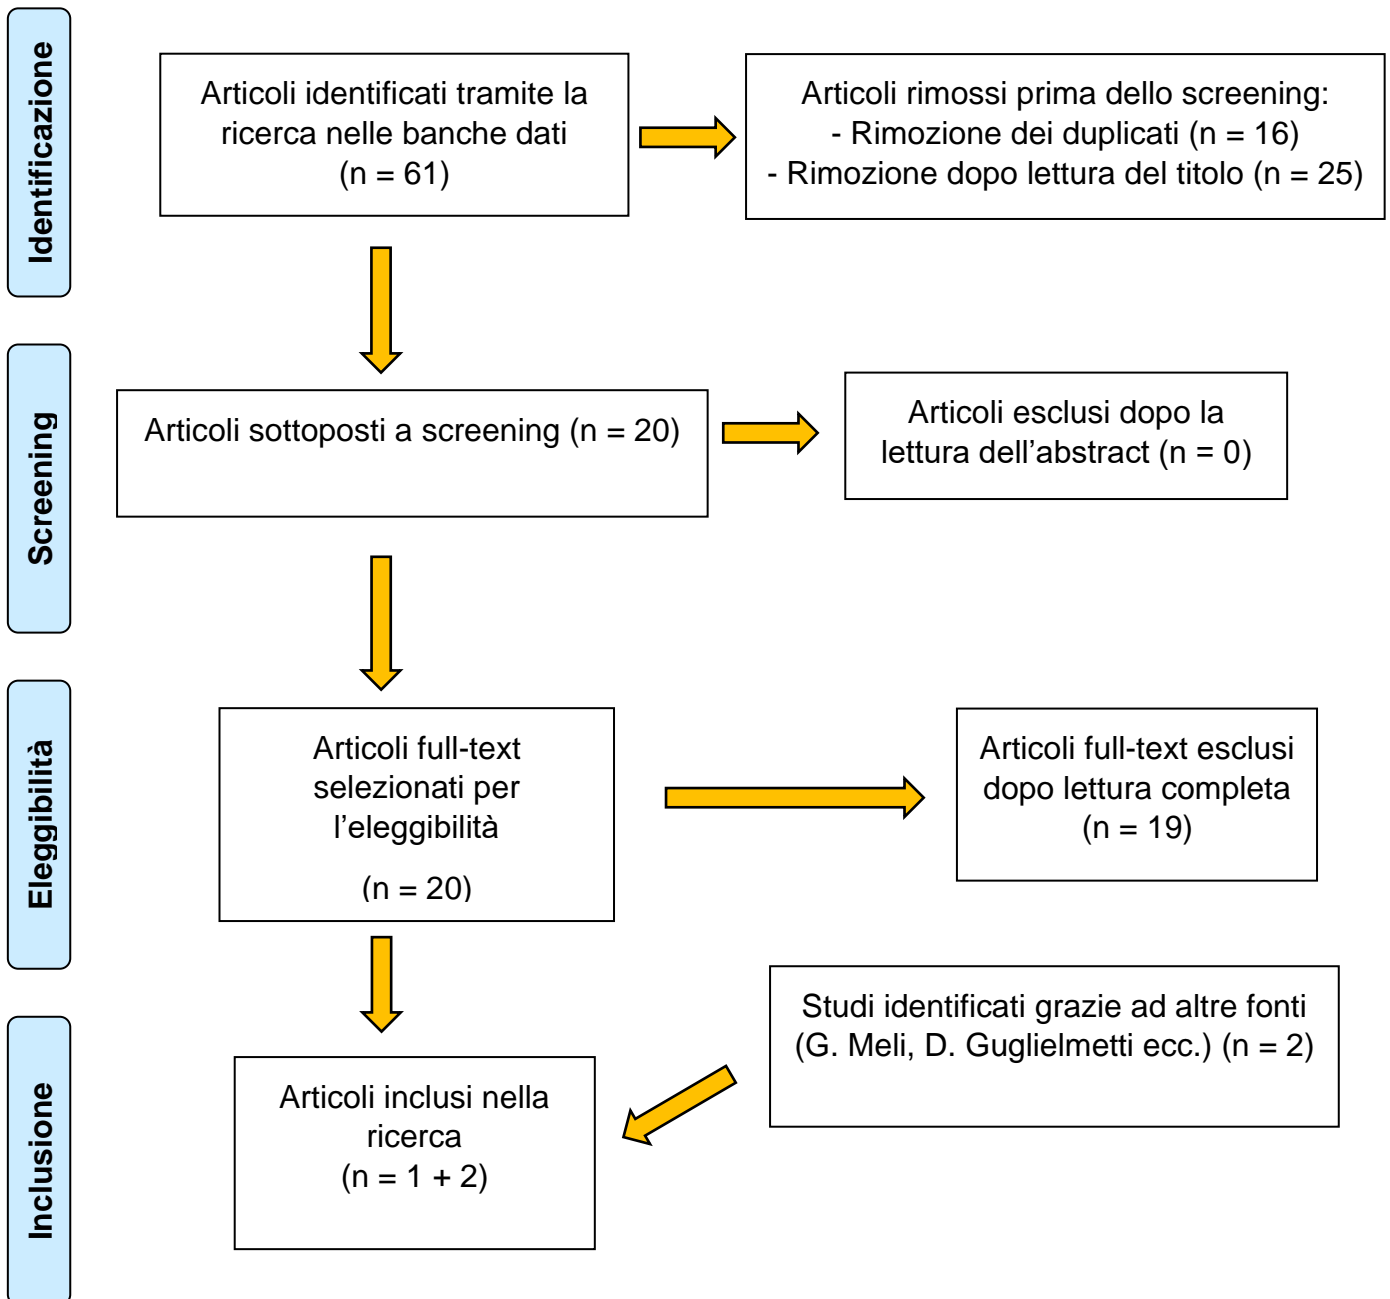 Identificazione
Articoli identificati tramite la
ricerca nelle banche dati
(n = 61)
Articoli rimossi prima dello screening:
- Rimozione dei duplicati (n = 16)
- Rimozione dopo lettura del titolo (n = 25)
Screening
Articoli sottoposti a screening (n = 20)
Articoli esclusi dopo la
lettura dell’abstract (n = 0)
Eleggibilità
Articoli full-text
selezionati per
l’eleggibilità
(n = 20)
Articoli full-text esclusi
dopo lettura completa
(n = 19)
Inclusione
Studi identificati grazie ad altre fonti
(G. Meli, D. Guglielmetti ecc.) (n = 2)
Articoli inclusi nella
ricerca
(n = 1 + 2)